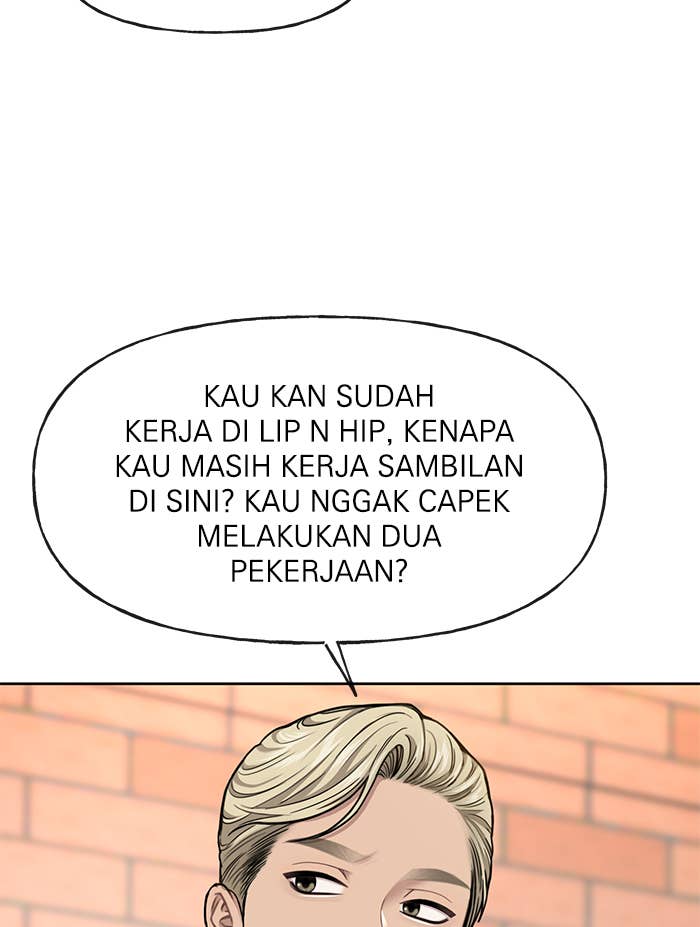 KAU KAN SUDAH
KERJA DI LIP N HIP, KENAPA
KAU MASIH KERJA SAMBILAN
DI SINI? KAU NGGAK CAPEK
MELAKUKAN DUA
PEKERJAAN?